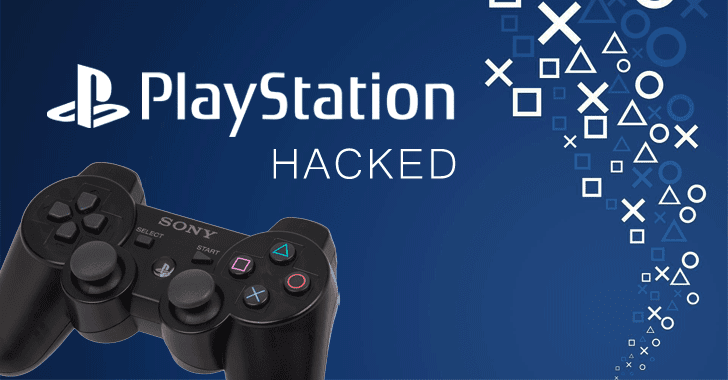 PlayStation
HACKED
SONY
SELECT
START